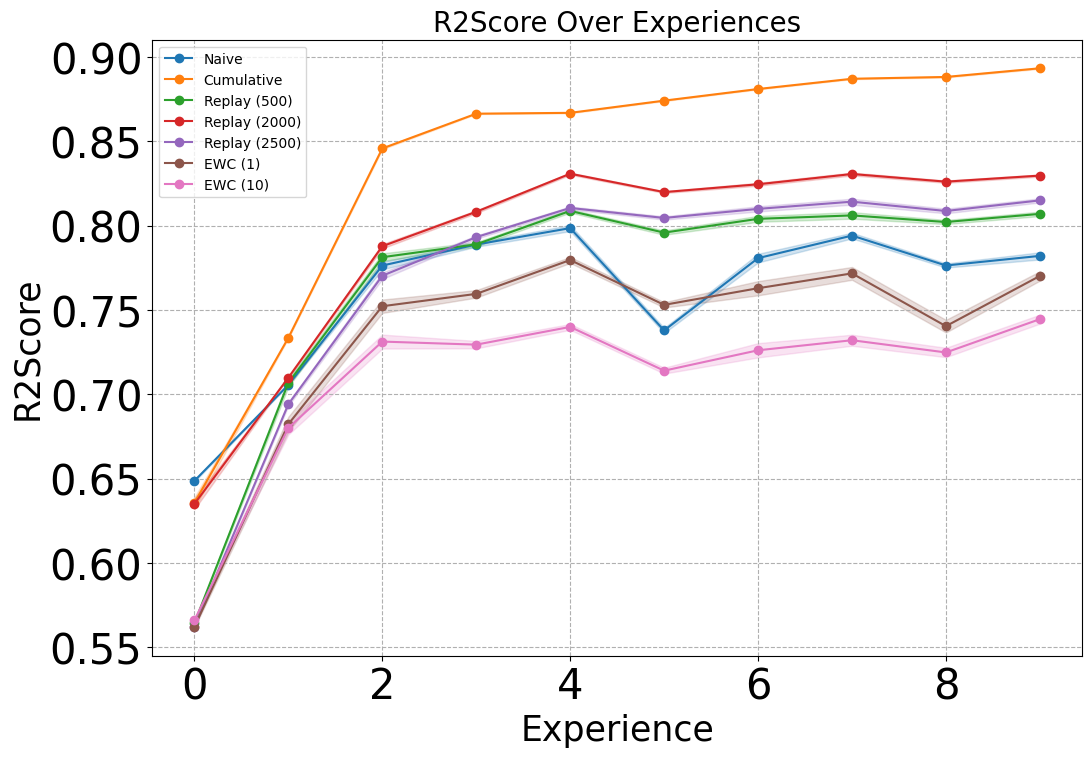 R2Score Over Experiences
0.90
0.85
0.80
0.75
0.70
0.65
0.60
0.55
R2Score
Naive
Cumulative
Replay (500)
Replay (2000)
Replay (2500)
EWC (1)
EWC (10)
0 2 4 6 8
Experience